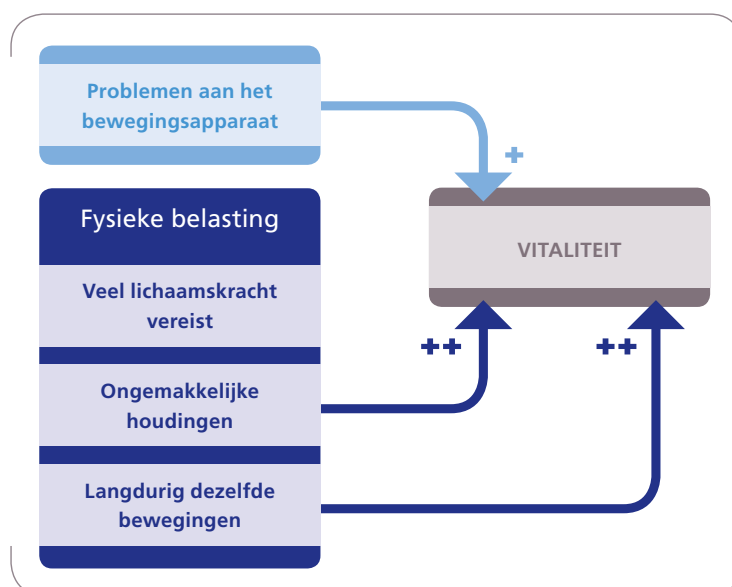 Problemen aan het
bewegingsapparaat
+
Fysieke belasting
VITALITEIT
Veel lichaamskracht
vereist
++
++
Ongemakkelijke
houdingen
Langdurig dezelfde
bewegingen